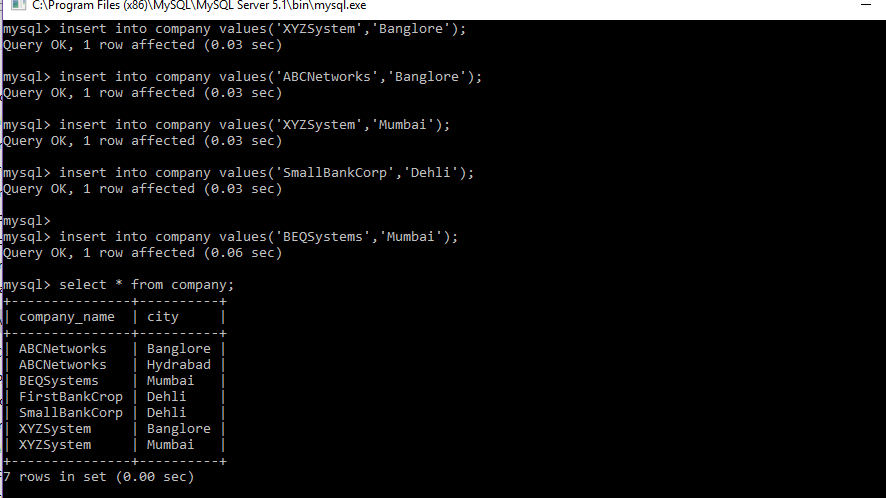 C:\Program Files (x86)\MySQL\MySQL Server 5.1\bin\mysql.exe
mysql> insert into company values('XYZSystem','Banglore');
Query OK, 1 row affected (0.03 sec)
mysql> insert into company values('ABCNetworks','Banglore');
Query OK, 1 row affected (0.03 sec)
mysql> insert into company values('XYZSystem','Mumbai');
Query OK, 1 row affected (0.03 sec)
mysql> insert into company values('SmallBankCorp','Dehli');
Query OK, 1 row affected (0.03 sec)
mysql>
mysql> insert into company values('BEQSystems','Mumbai');
Query OK, 1 row affected (0.06 sec)
mysql> select * from company;
+---------------+----------+
| company_name  | city     |
+---------------+----------+
| ABCNetworks   | Banglore |
| ABCNetworks   | Hydrabad |
| BEQSystems    | Mumbai   |
| FirstBankCrop | Dehli    |
| SmallBankCorp | Dehli    |
| XYZSystem     | Banglore |
| XYZSystem     | Mumbai   |
+---------------+----------+
7 rows in set (0.00 sec)